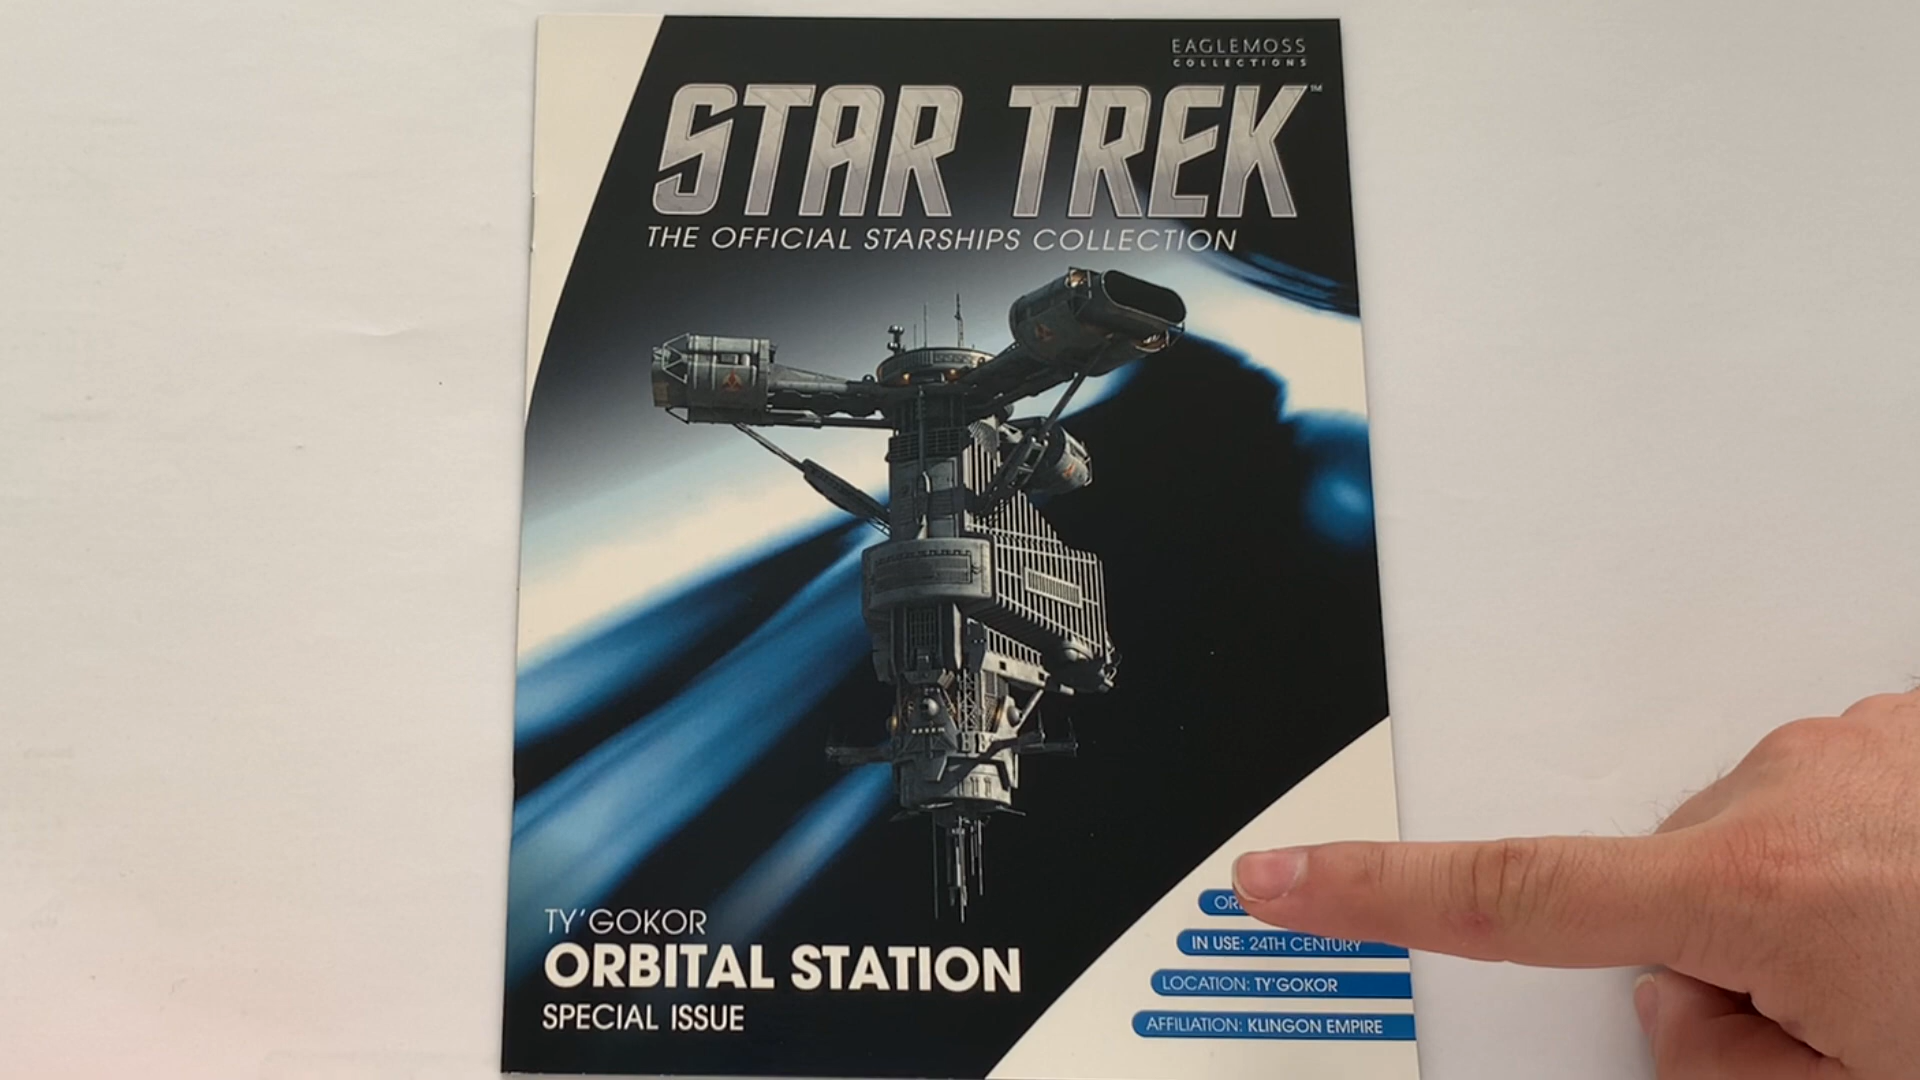 EAGLEMOSS
COLLECTIONS
STAR TREK™
THE OFFICIAL STARSHIPS COLLECTION
TY'GOKOR
ORBITAL STATION
SPECIAL ISSUE
IN USE: 24TH CENTURY
LOCATION: TY'GOKOR
AFFILIATION: KLINGON EMPIRE